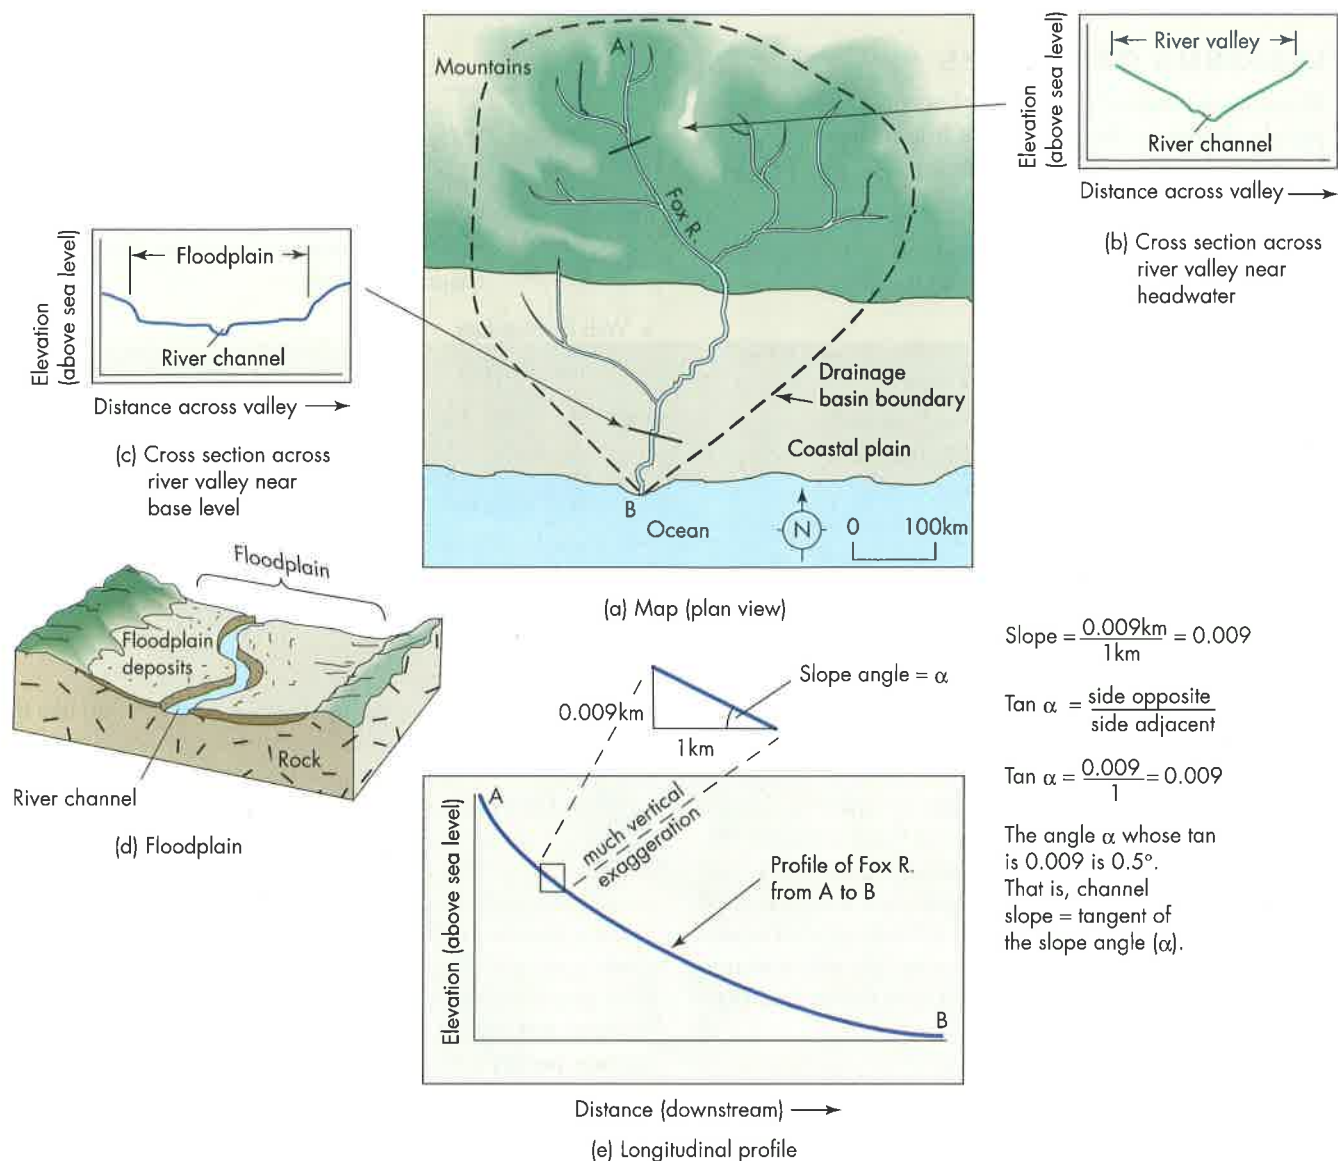 A
Mountains
Fox R.
Drainage
basin boundary
Coastal plain
B
Ocean
N
0 100km
(a) Map (plan view)
Elevation
(above sea level)
River valley
River channel
Distance across valley
(b) Cross section across
river valley near
headwater
Elevation
(above sea level)
Floodplain
River channel
Distance across valley
(c) Cross section across
river valley near
base level
Floodplain
Floodplain
deposits
Rock
River channel
(d) Floodplain
Slope angle = α
0.009km
1km
Elevation (above sea level)
A
much vertical
exaggeration
Profile of Fox R.
from A to B
B
Distance (downstream)
(e) Longitudinal profile
Slope = 0.009km / 1km = 0.009
Tan α = side opposite / side adjacent
Tan α = 0.009 / 1 = 0.009
The angle α whose tan
is 0.009 is 0.5°.
That is, channel
slope = tangent of
the slope angle (α).